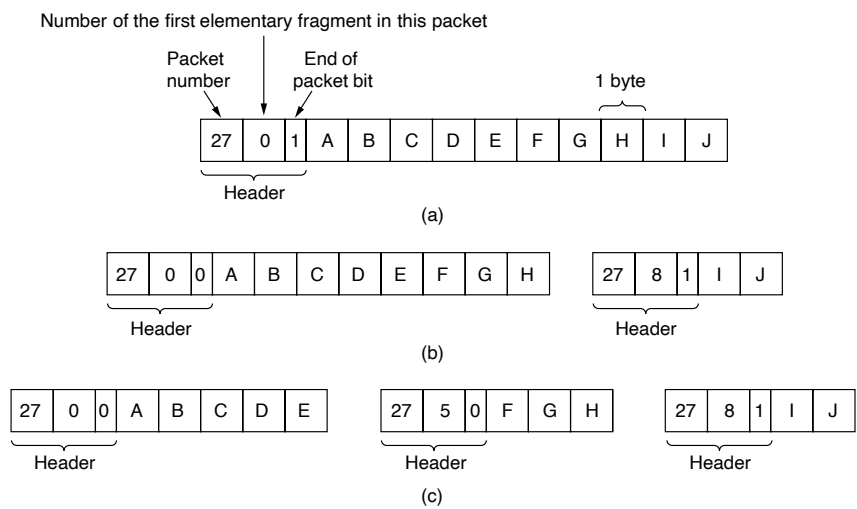 Number of the first elementary fragment in this packet
Packet
number
End of
packet bit
1 byte
27 0 1 A B C D E F G H I J
Header
(a)
27 0 0 A B C D E F G H
27 8 1 I J
Header
Header
(b)
27 0 0 A B C D E
27 5 0 F G H
27 8 1 I J
Header
Header
Header
(c)